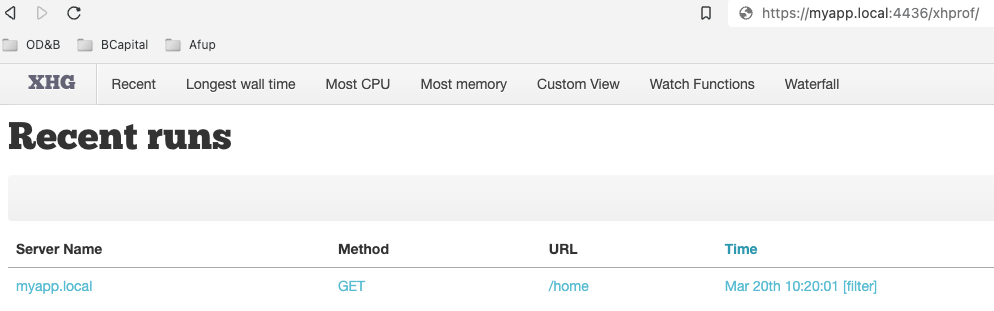 https://myapp.local:4436/xhprof/
OD&B BCapital Afup
XHG Recent Longest wall time Most CPU Most memory Custom View Watch Functions Waterfall
Recent runs
Server Name Method URL Time
myapp.local GET /home Mar 20th 10:20:01 [filter]